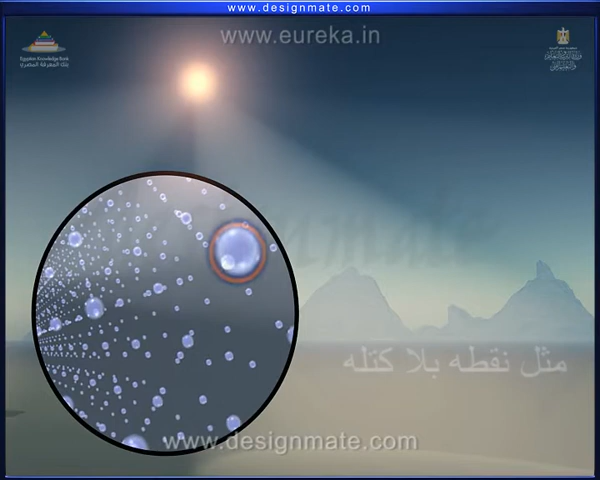 www.designmate.com
www.eureka.in
Egyptian Knowledge Bank
بنك المعرفة المصري
مثل نقطه بلا كتله
www.designmate.com